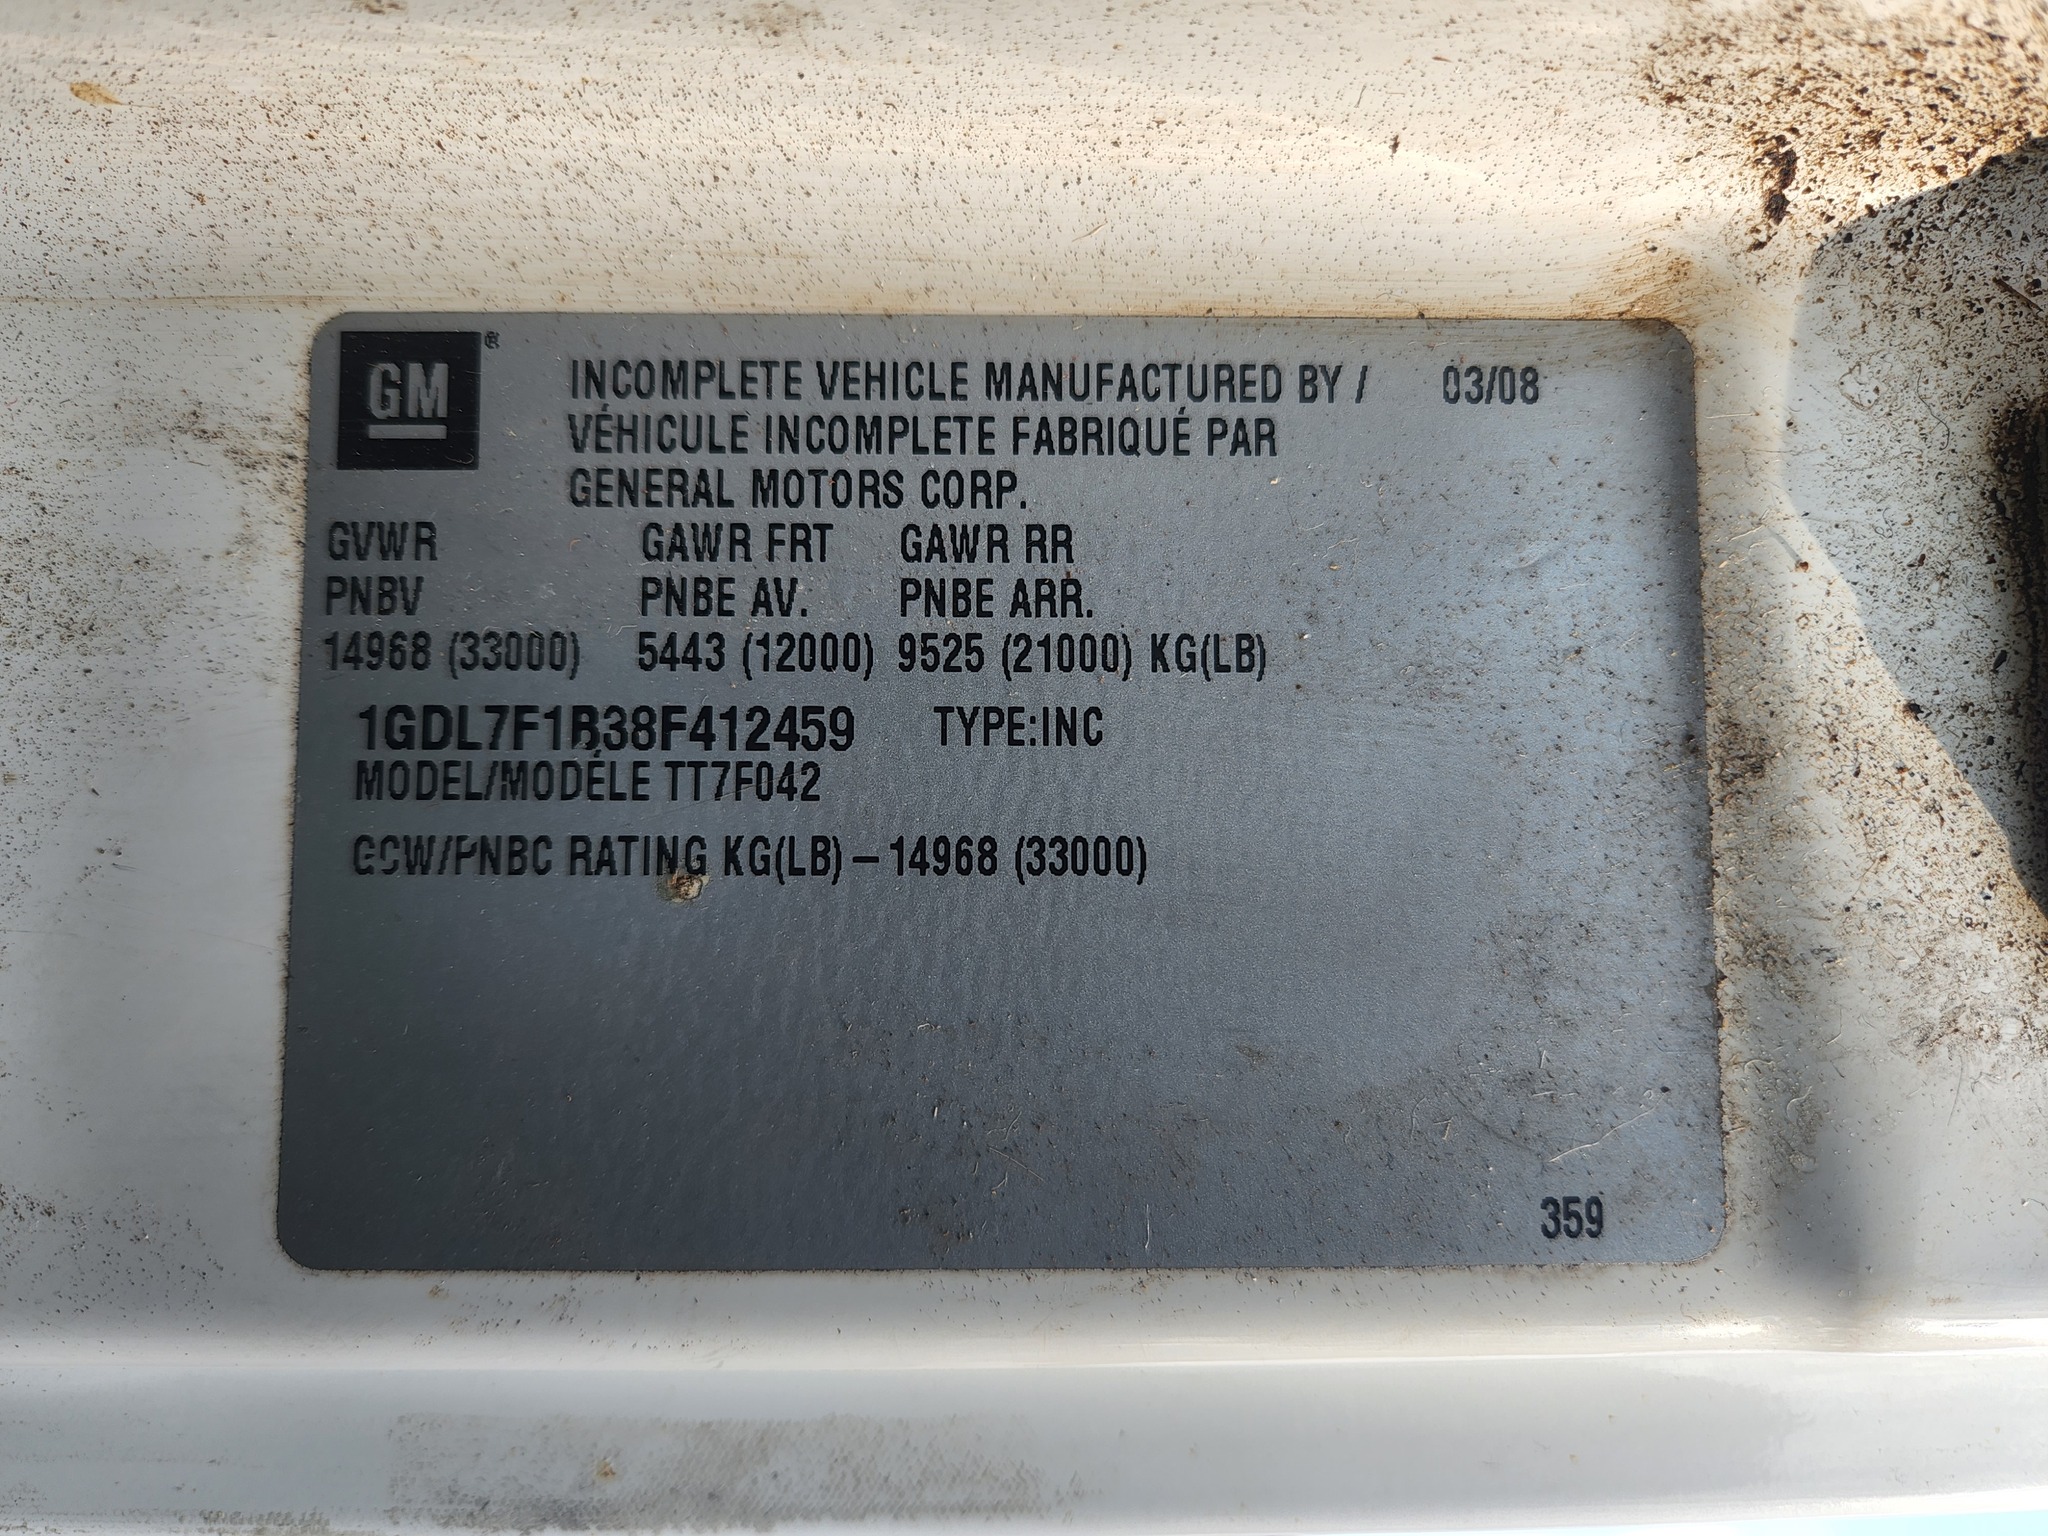 GM ®
INCOMPLETE VEHICLE MANUFACTURED BY / 03/08
VÉHICULE INCOMPLETE FABRIQUÉ PAR
GENERAL MOTORS CORP.
GVWR GAWR FRT GAWR RR
PNBV PNBE AV. PNBE ARR.
14968 (33000) 5443 (12000) 9525 (21000) KG(LB)
1GDL7F1B38F412459 TYPE:INC
MODEL/MODÉLE TT7F042
GCW/PNBC RATING KG(LB) – 14968 (33000)
359